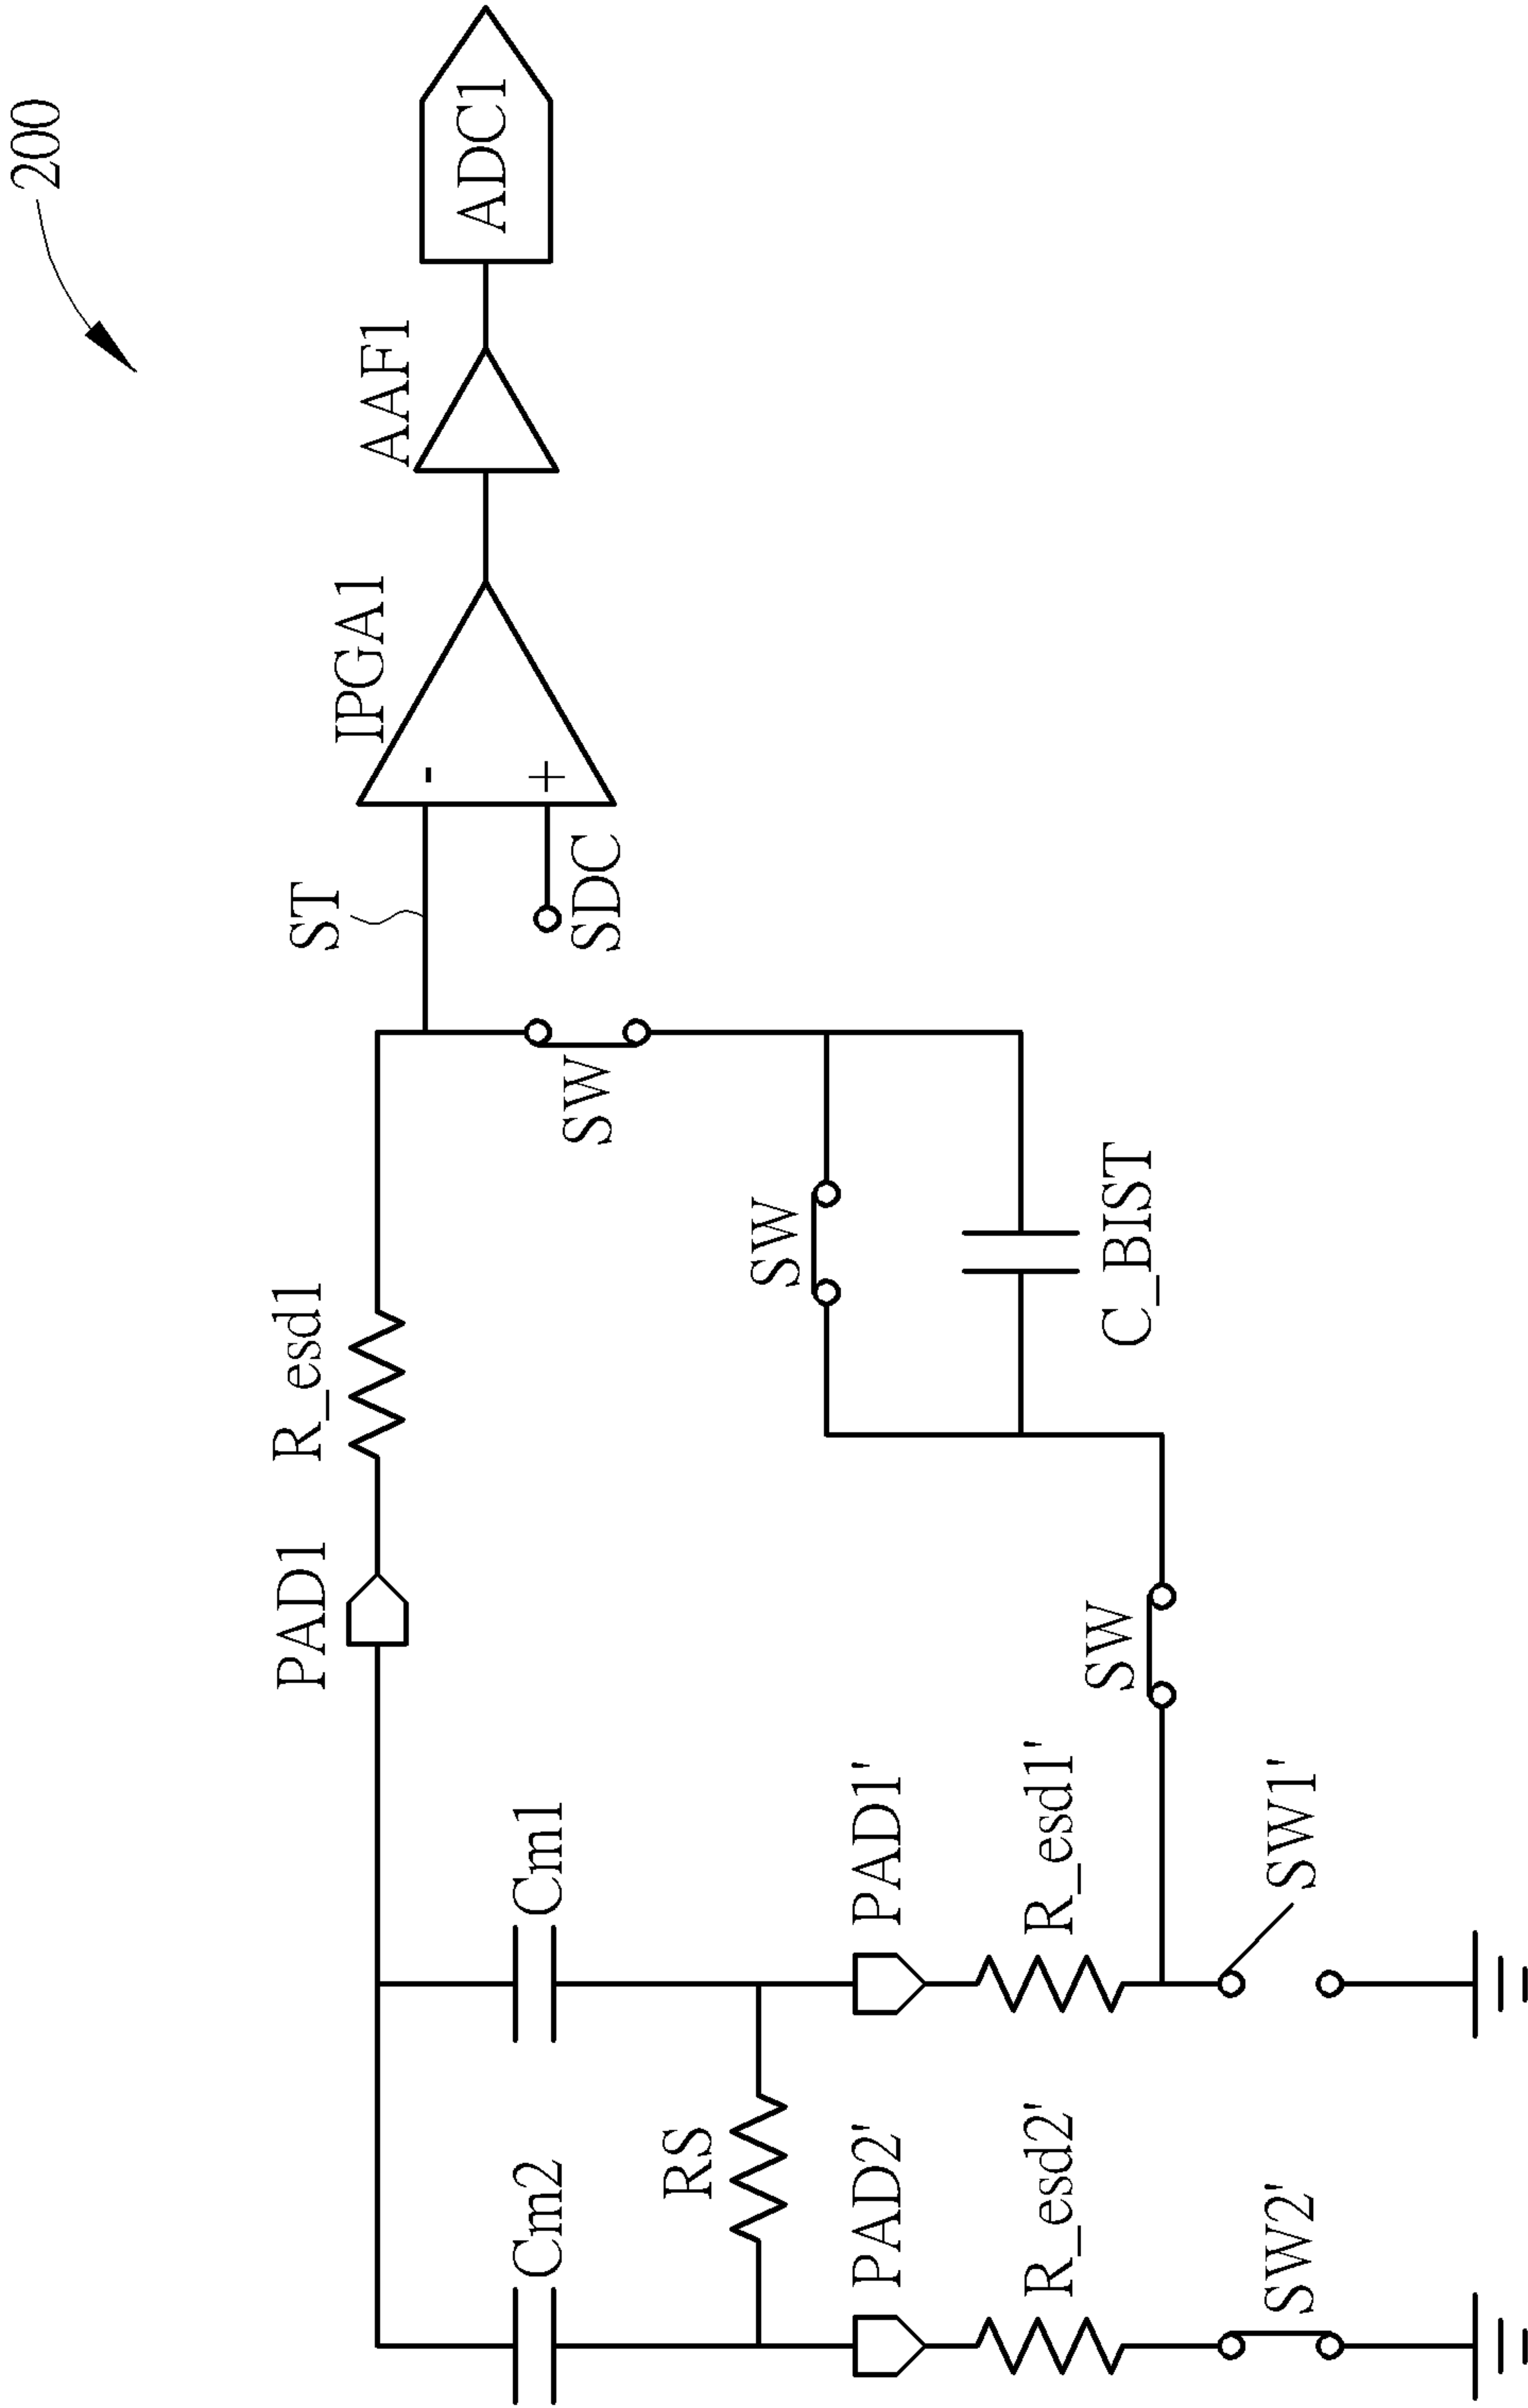 200
ADC1
AAF1
IPGA1
-
+
ST
SDC
SW
SW
C_BIST
R_esd1
PAD1
SW
Cm1
PAD1'
R_esd1'
SW1'
Cm2
RS
PAD2'
R_esd2'
SW2'